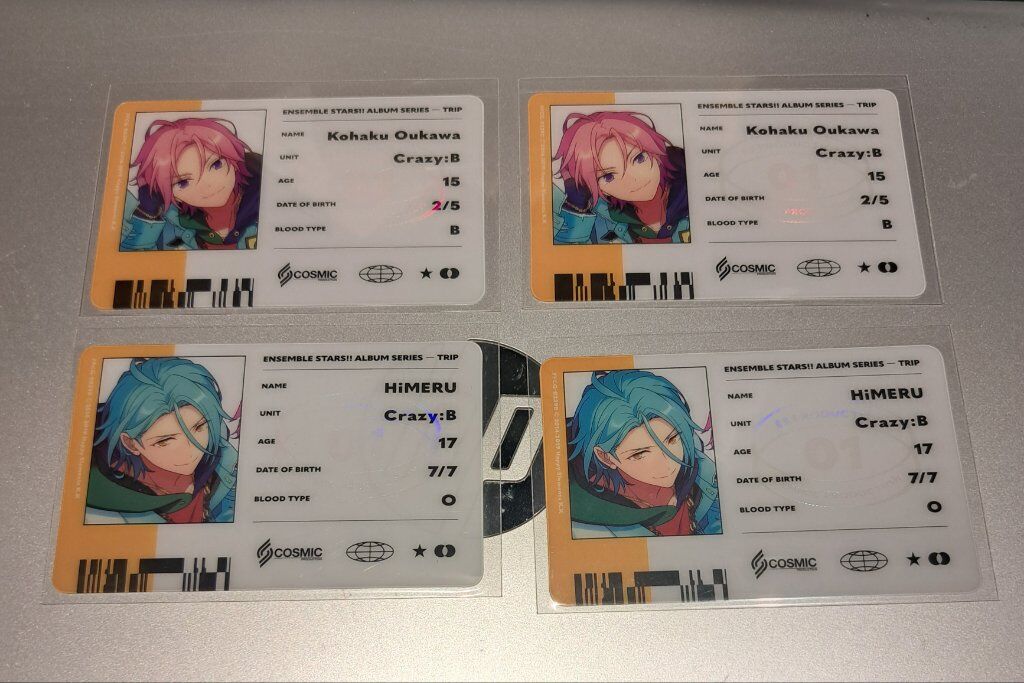 ENSEMBLE STARS!! ALBUM SERIES — TRIP
NAME Kohaku Oukawa
UNIT Crazy:B
AGE 15
DATE OF BIRTH 2/5
BLOOD TYPE B
COSMIC
PRODUCTION
ENSEMBLE STARS!! ALBUM SERIES — TRIP
NAME Kohaku Oukawa
UNIT Crazy:B
AGE 15
DATE OF BIRTH 2/5
BLOOD TYPE B
COSMIC
PRODUCTION
ENSEMBLE STARS!! ALBUM SERIES — TRIP
NAME HiMERU
UNIT Crazy:B
AGE 17
DATE OF BIRTH 7/7
BLOOD TYPE O
COSMIC
PRODUCTION
ENSEMBLE STARS!! ALBUM SERIES — TRIP
NAME HiMERU
UNIT Crazy:B
AGE 17
DATE OF BIRTH 7/7
BLOOD TYPE O
COSMIC
PRODUCTION